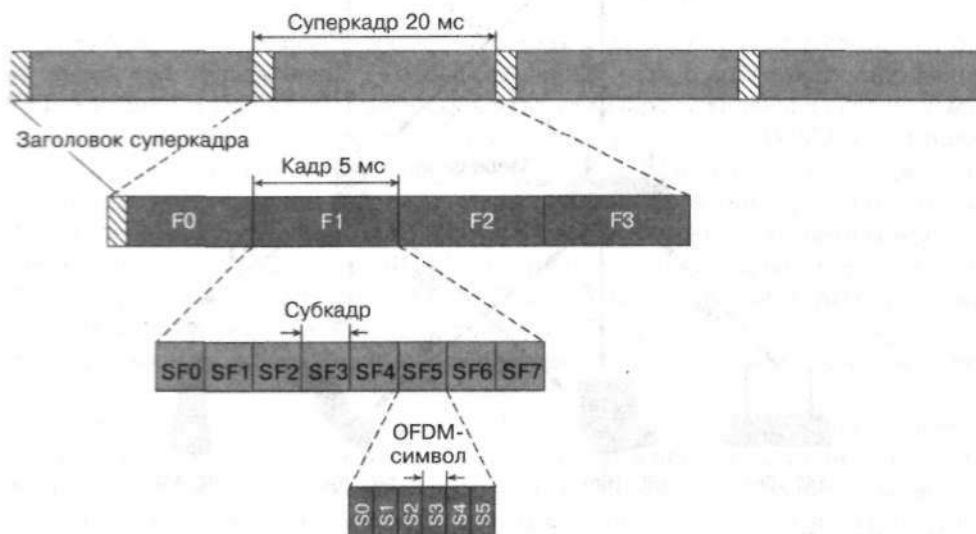 Суперкадр 20 мс
Заголовок суперкадра
Кадр 5 мс
F0 F1 F2 F3
Субкадр
SF0 SF1 SF2 SF3 SF4 SF5 SF6 SF7
OFDM-
символ
S0 S1 S2 S3 S4 S5